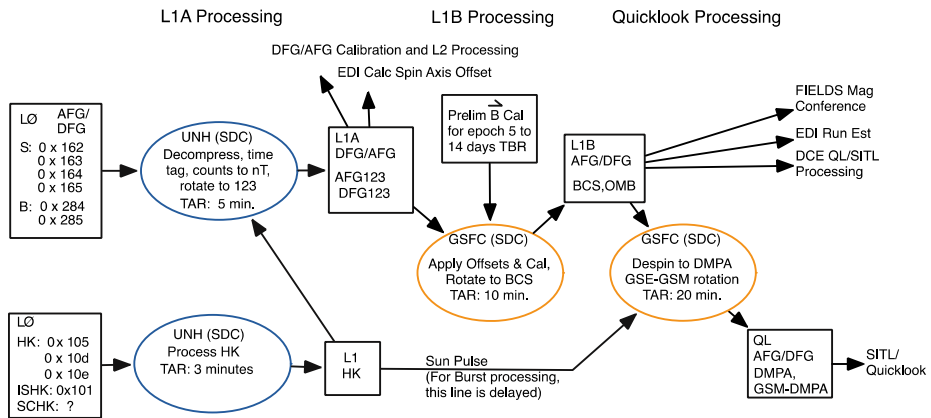 L1A Processing
L1B Processing
Quicklook Processing
DFG/AFG Calibration and L2 Processing
EDI Calc Spin Axis Offset
LØ AFG/
DFG
S: 0 x 162
0 x 163
0 x 164
0 x 165
B: 0 x 284
0 x 285
UNH (SDC)
Decompress, time
tag, counts to nT,
rotate to 123
TAR: 5 min.
L1A
DFG/AFG
AFG123
DFG123
Prelim B Cal
for epoch 5 to
14 days TBR
GSFC (SDC)
Apply Offsets & Cal,
Rotate to BCS
TAR: 10 min.
L1B
AFG/DFG
BCS,OMB
FIELDS Mag
Conference
EDI Run Est
DCE QL/SITL
Processing
GSFC (SDC)
Despin to DMPA
GSE-GSM rotation
TAR: 20 min.
LØ
HK: 0 x 105
0 x 10d
0 x 10e
ISHK: 0x101
SCHK: ?
UNH (SDC)
Process HK
TAR: 3 minutes
L1
HK
Sun Pulse
(For Burst processing,
this line is delayed)
QL
AFG/DFG
DMPA,
GSM-DMPA
SITL/
Quicklook